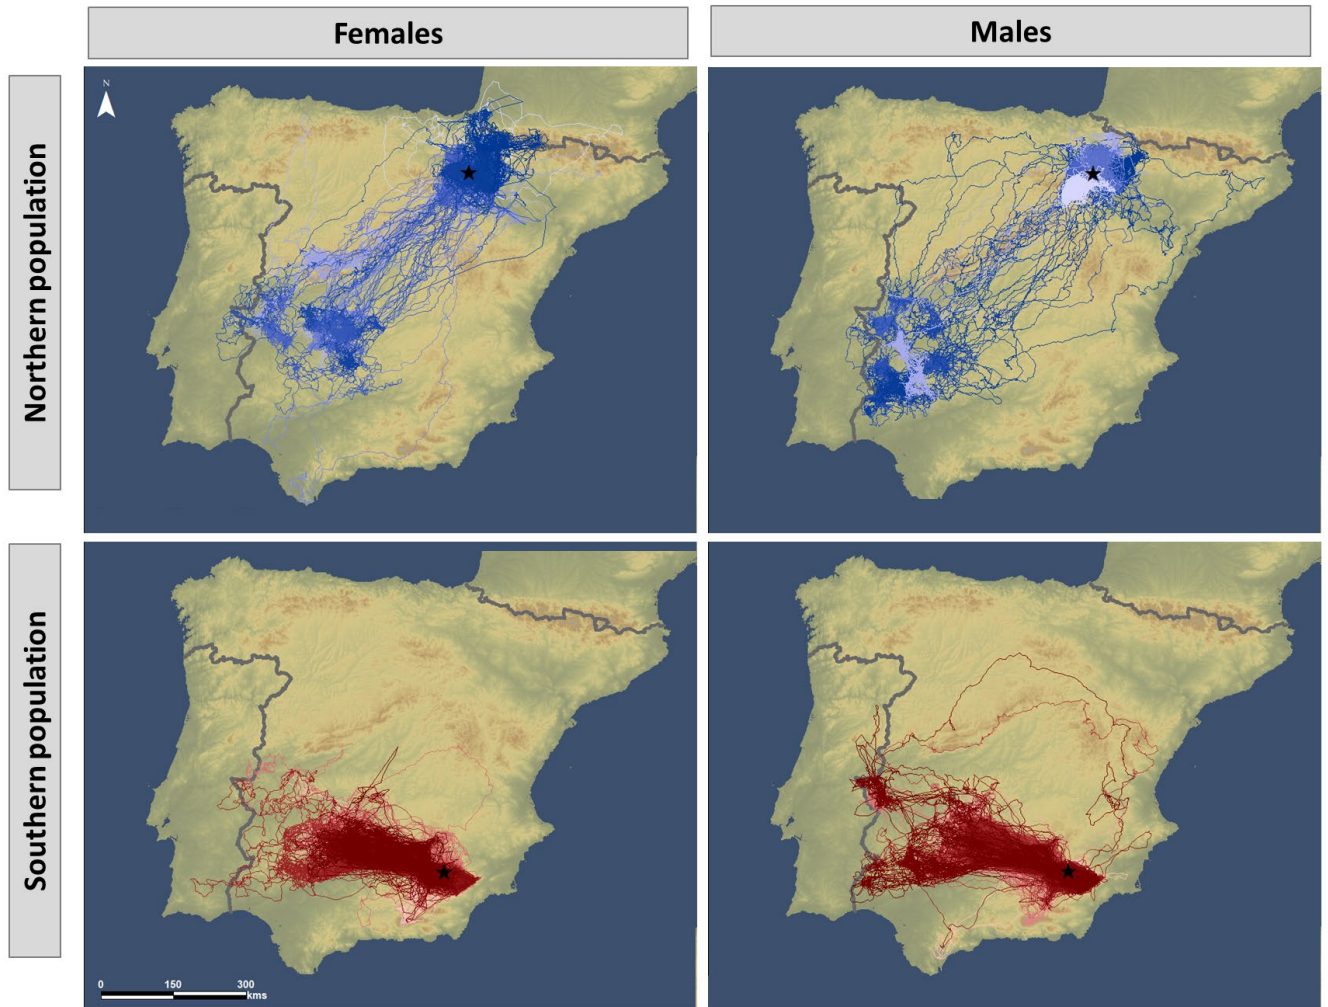 Females
Males
Northern population
N
Southern population
0 150 300
kms